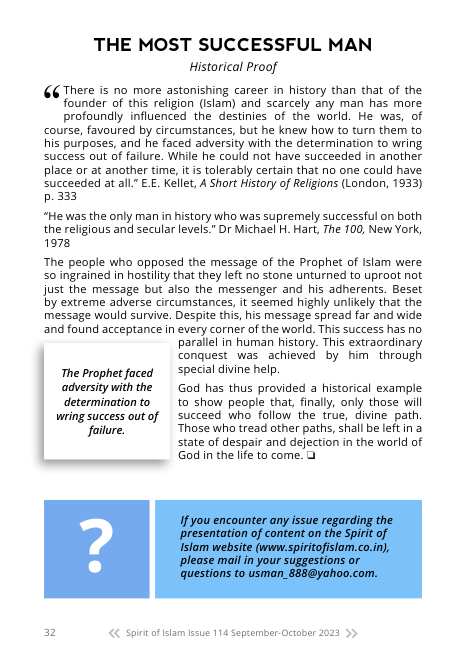 THE MOST SUCCESSFUL MAN
Historical Proof
“ There is no more astonishing career in history than that of the
founder of this religion (Islam) and scarcely any man has more
profoundly influenced the destinies of the world. He was, of
course, favoured by circumstances, but he knew how to turn them to
his purposes, and he faced adversity with the determination to wring
success out of failure. While he could not have succeeded in another
place or at another time, it is tolerably certain that no one could have
succeeded at all.” E.E. Kellet, A Short History of Religions (London, 1933)
p. 333
“He was the only man in history who was supremely successful on both
the religious and secular levels.” Dr Michael H. Hart, The 100, New York,
1978
The people who opposed the message of the Prophet of Islam were
so ingrained in hostility that they left no stone unturned to uproot not
just the message but also the messenger and his adherents. Beset
by extreme adverse circumstances, it seemed highly unlikely that the
message would survive. Despite this, his message spread far and wide
and found acceptance in every corner of the world. This success has no
parallel in human history. This extraordinary
conquest was achieved by him through
special divine help.
The Prophet faced
adversity with the
determination to
wring success out of
failure.
God has thus provided a historical example
to show people that, finally, only those will
succeed who follow the true, divine path.
Those who tread other paths, shall be left in a
state of despair and dejection in the world of
God in the life to come. ❏
?
If you encounter any issue regarding the
presentation of content on the Spirit of
Islam website (www.spiritofislam.co.in),
please mail in your suggestions or
questions to usman_888@yahoo.com.
32
Spirit of Islam Issue 114 September-October 2023